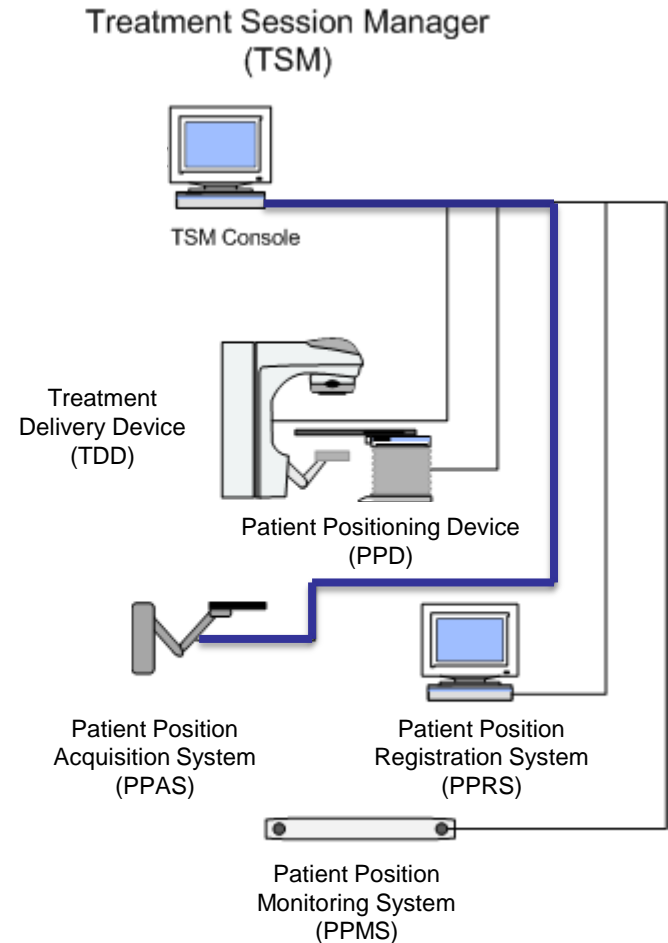 Treatment Session Manager
(TSM)
TSM Console
Treatment
Delivery Device
(TDD)
Patient Positioning Device
(PPD)
Patient Position
Acquisition System
(PPAS)
Patient Position
Registration System
(PPRS)
Patient Position
Monitoring System
(PPMS)